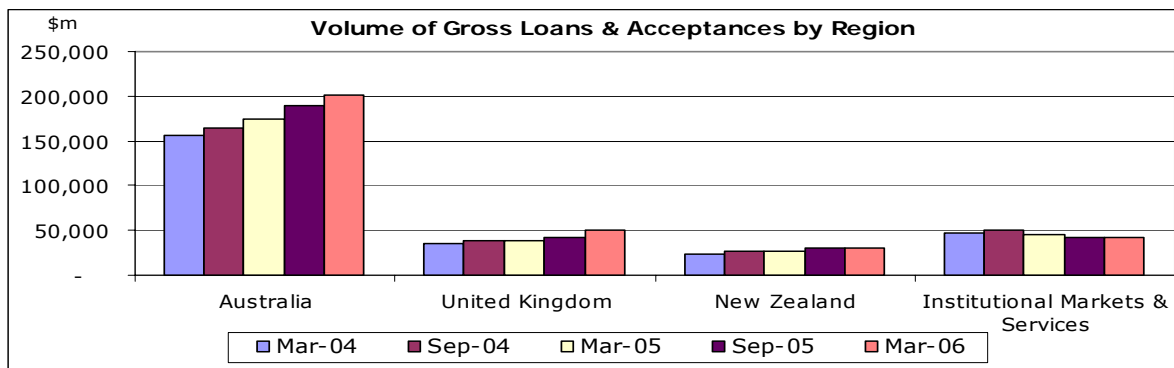 $m
Volume of Gross Loans & Acceptances by Region
250,000
200,000
150,000
100,000
50,000
-
Australia
United Kingdom
New Zealand
Institutional Markets &
Services
Mar-04 Sep-04 Mar-05 Sep-05 Mar-06